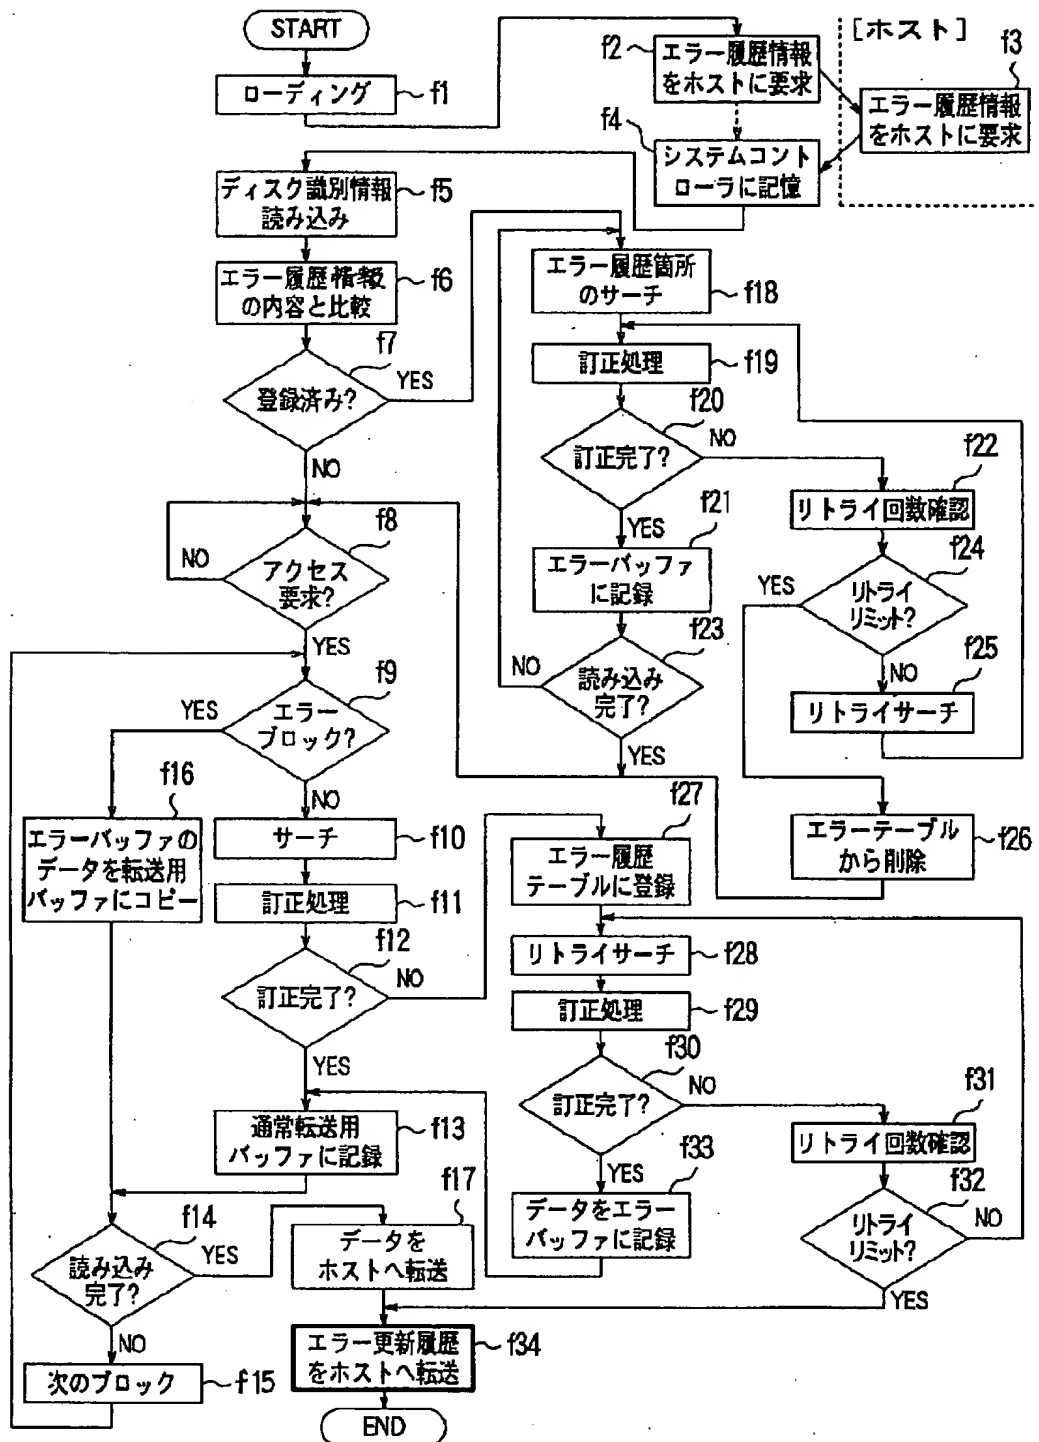 START
ローディング
f1
f2
エラー履歴情報
をホストに要求
[ホスト]
f3
エラー履歴情報
をホストに要求
f4
システムコント
ローラに記憶
ディスク識別情報
読み込み
f5
エラー履歴情報
の内容と比較
f6
f7
登録済み?
YES
NO
エラー履歴箇所
のサーチ
f18
訂正処理
f19
f20
訂正完了?
NO
YES
f21
エラーバッファ
に記録
f22
リトライ回数確認
f24
リトライ
リミット?
YES
NO
f23
読み込み
完了?
NO
YES
f25
リトライサーチ
f8
アクセス
要求?
NO
YES
f9
エラー
ブロック?
YES
NO
f16
エラーバッファの
データを転送用
バッファにコピー
サーチ
f10
訂正処理
f11
f12
訂正完了?
NO
YES
エラーテーブル
から削除
f26
f27
エラー履歴
テーブルに登録
リトライサーチ
f28
訂正処理
f29
f30
訂正完了?
NO
YES
f31
リトライ回数確認
f32
リトライ
リミット?
NO
YES
f33
データをエラー
バッファに記録
通常転送用
バッファに記録
f13
f14
読み込み
完了?
YES
NO
次のブロック
f15
f17
データを
ホストへ転送
エラー更新履歴
をホストへ転送
f34
END